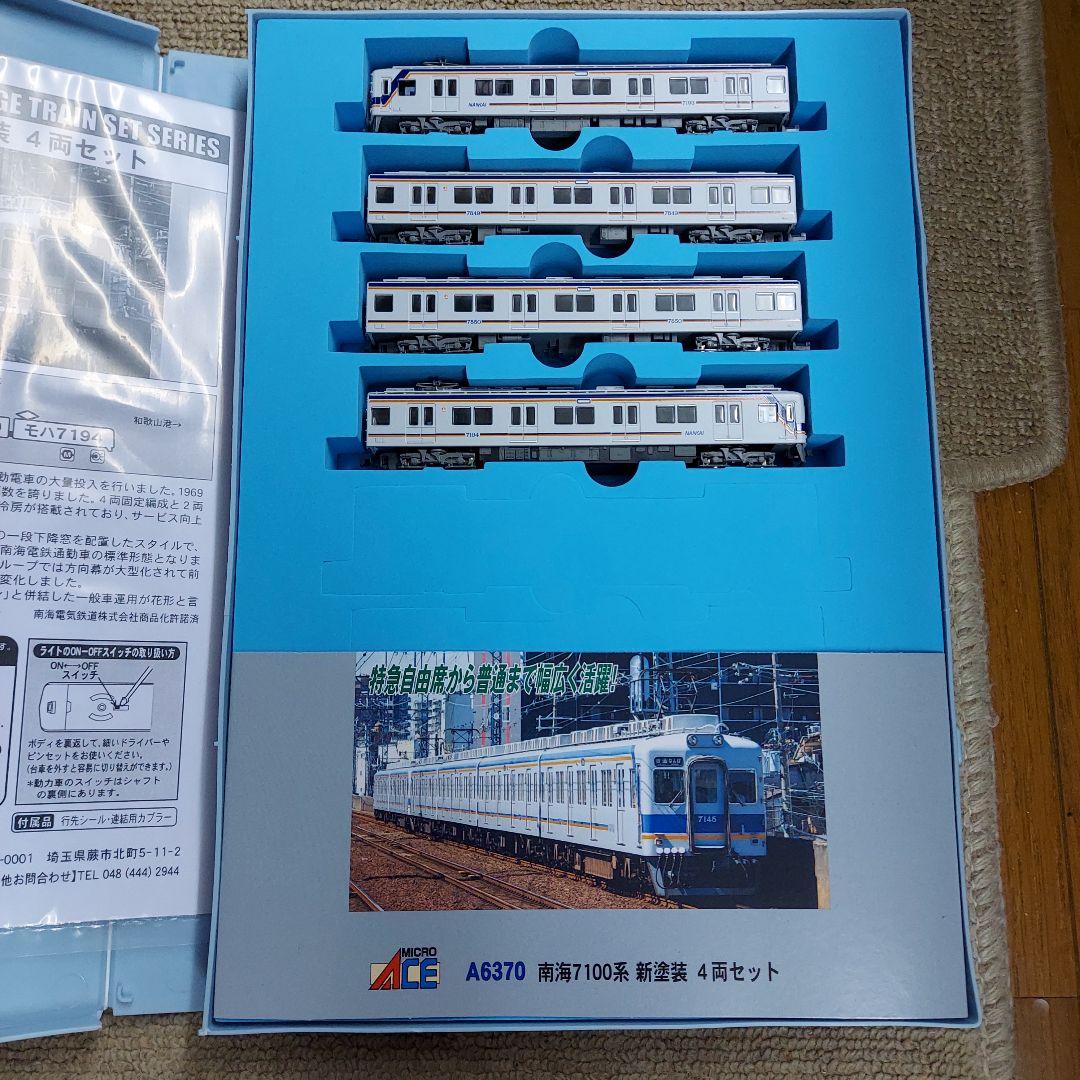 GE TRAIN SET SERIES
装 4両セット
和歌山港→
モハ7194
M
動電車の大量投入を行いました。1969
両数を誇りました。4両固定編成と2両
冷房が搭載されており、サービス向上
の一段下降窓を配置したスタイルで、
南海電鉄通勤車の標準形態となりま
ループでは方向幕が大型化されて前
変化しました。
ン」と併結した一般車運用が花形と言
南海電気鉄道株式会社商品化許諾済
す。
ライトのON－OFFスイッチの取り扱い方
ON←→OFF
スイッチ
ボディを裏返して、細いドライバーや
ピンセットをお使いください。
(台車を外すと容易に切り替えができます。)
*動力車のスイッチはシャフト
の裏側にあります。
付属品 行先シール・連結用カプラー
-0001 埼玉県蕨市北町5-11-2
他お問合わせ】TEL 048 (444) 2944
NANKAI 7193
7849 7849
7850 7850
7194 NANKAI
特急自由席から普通まで幅広く活躍!
7145
MICRO
ACE
A6370 南海7100系 新塗装 4両セット